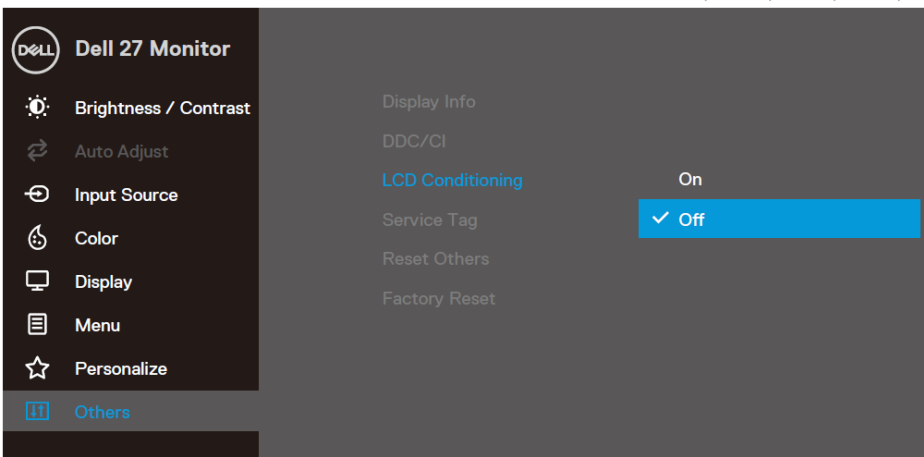 DELL
Dell 27 Monitor
Brightness / Contrast
Auto Adjust
Input Source
Color
Display
Menu
Personalize
Others
Display Info
DDC/CI
LCD Conditioning
Service Tag
Reset Others
Factory Reset
On
Off